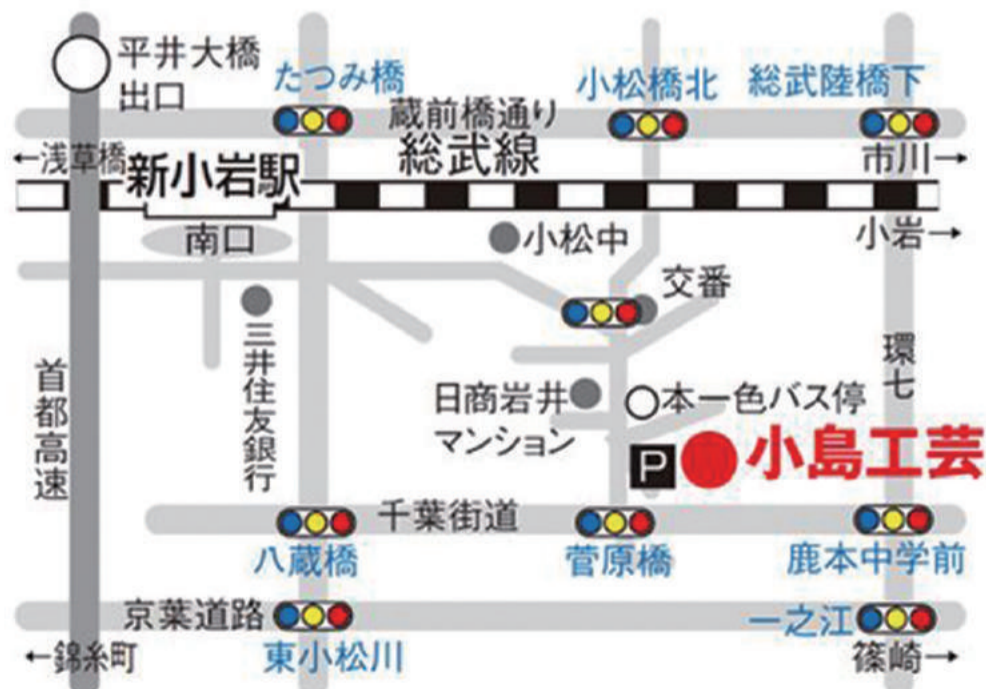 平井大橋
出口
たつみ橋
小松橋北
総武陸橋下
蔵前橋通り
←浅草橋
総武線
市川→
新小岩駅
南口
小松中
小岩→
交番
三井住友銀行
首都高速
環七
日商岩井
マンション
本一色バス停
P
小島工芸
千葉街道
八蔵橋
菅原橋
鹿本中学前
京葉道路
一之江
←錦糸町
東小松川
篠崎→